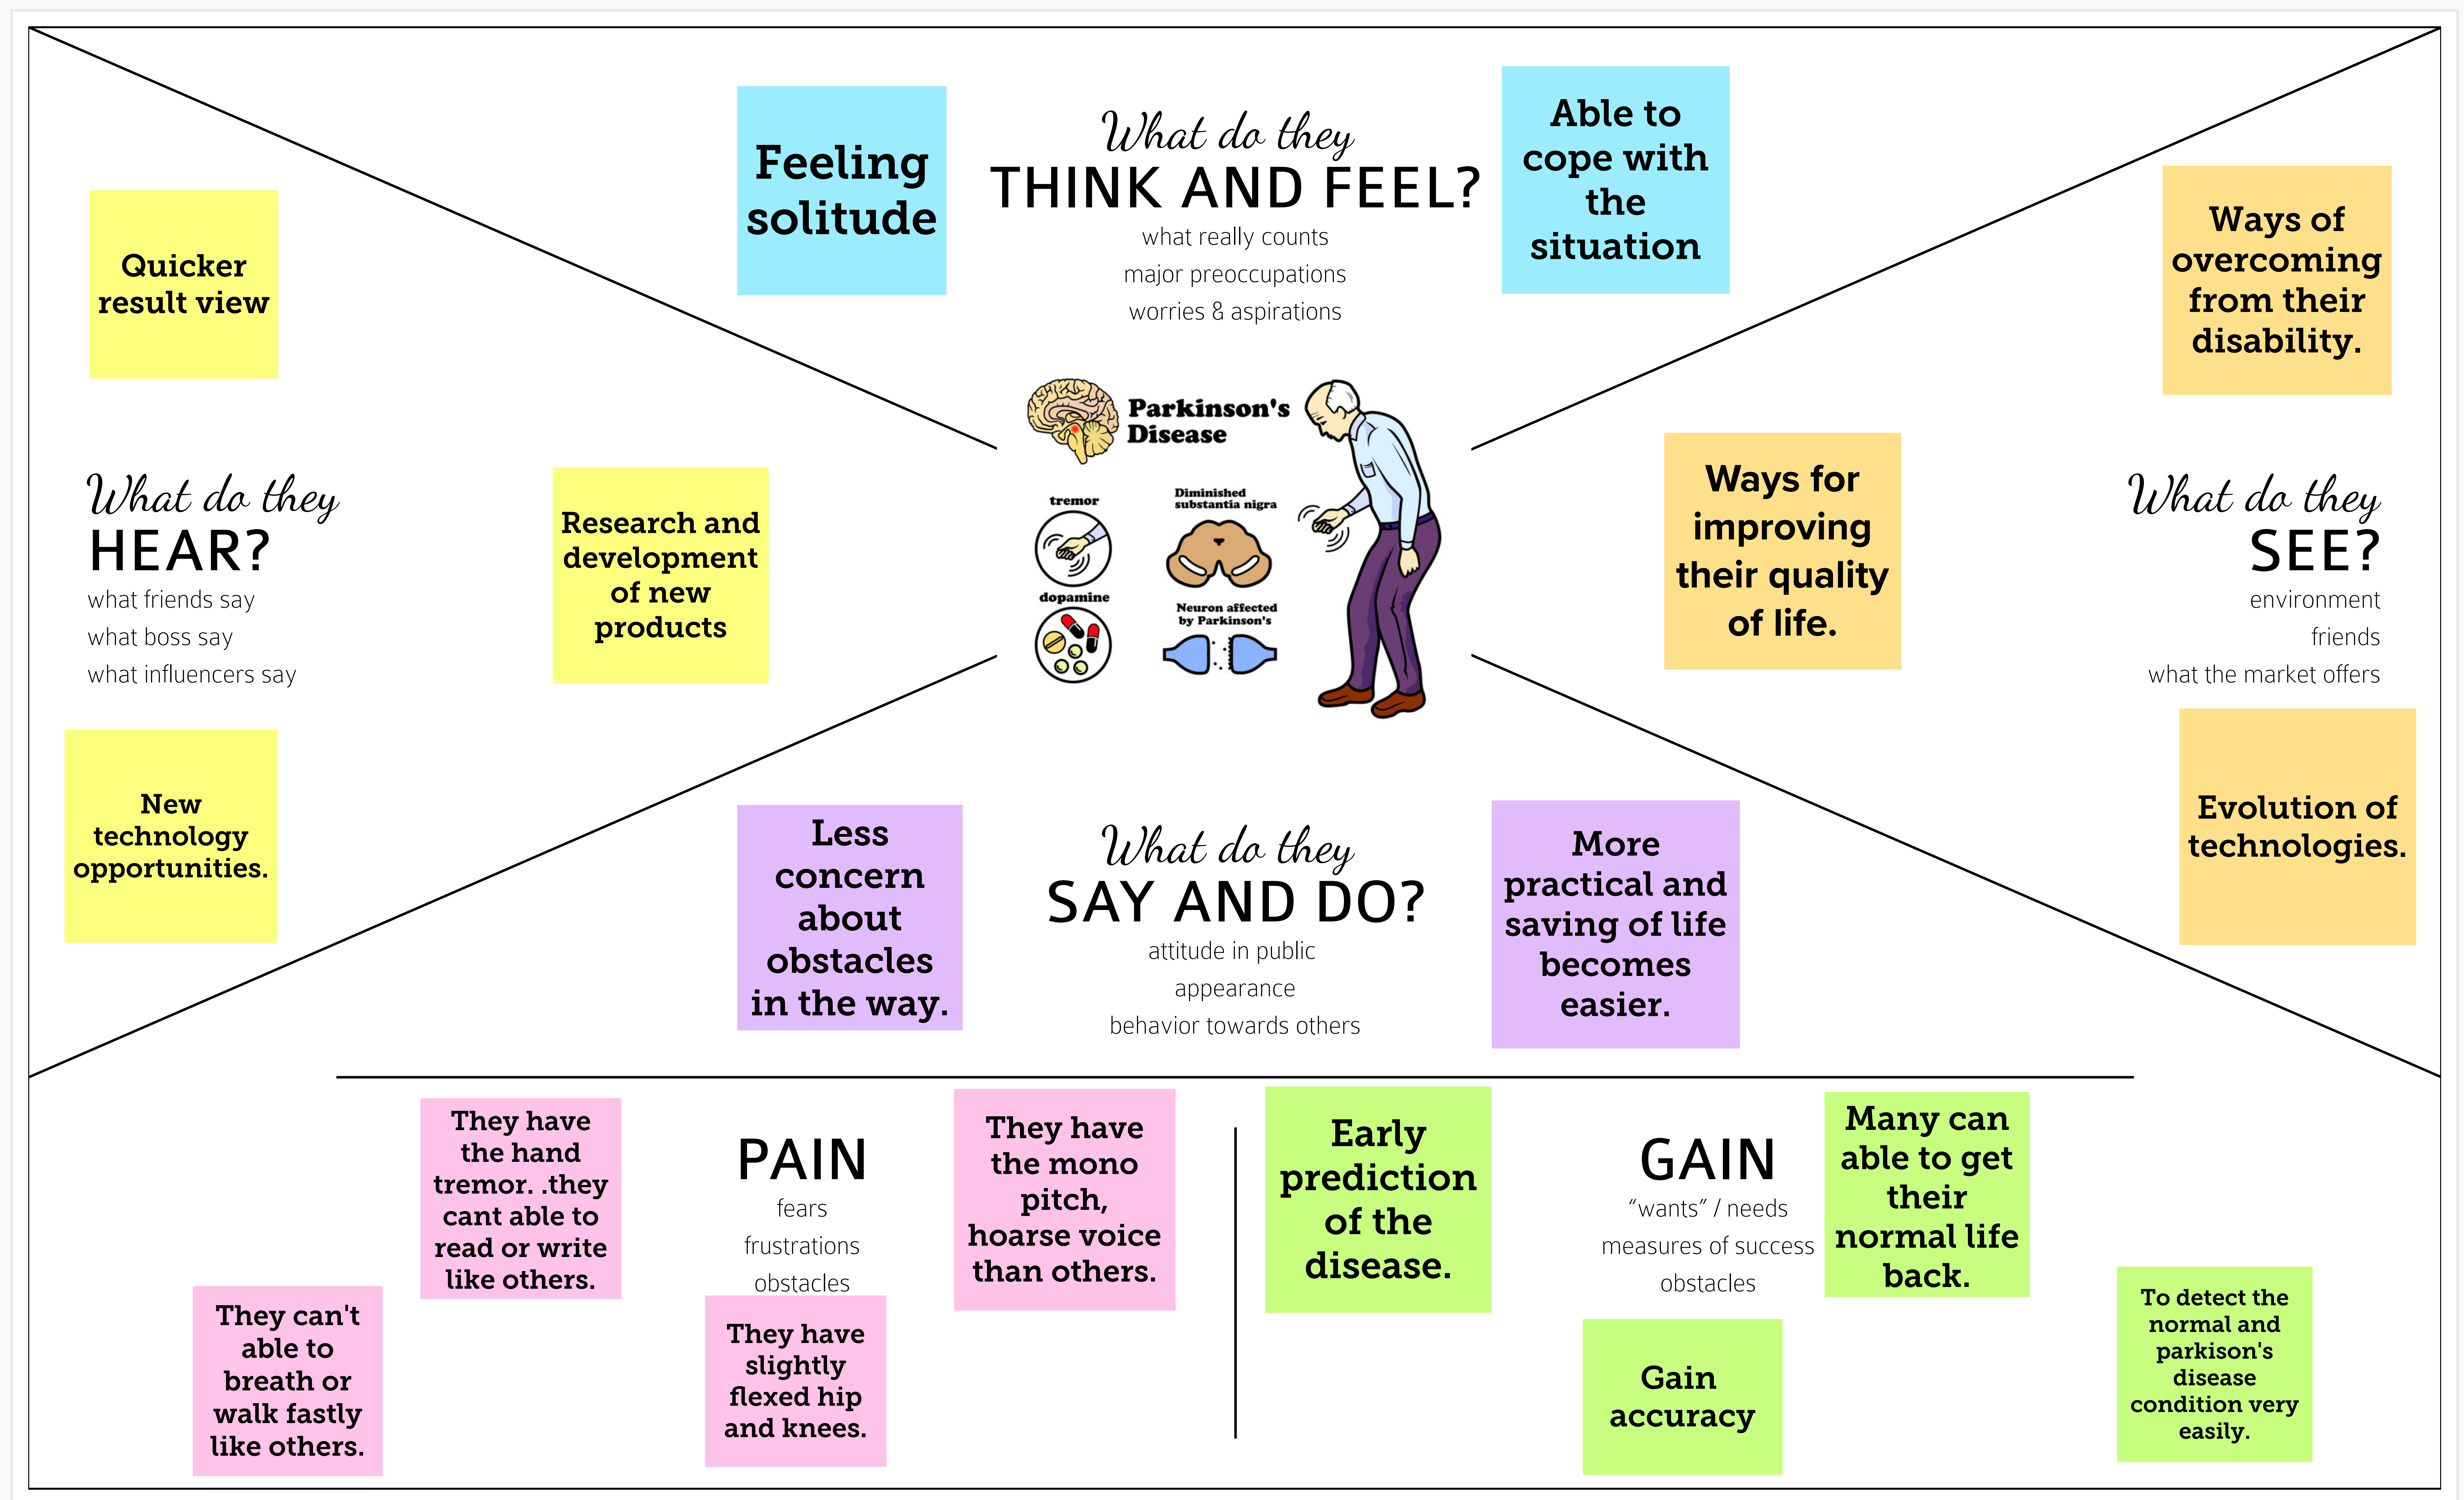 What do they
THINK AND FEEL?
what really counts
major preoccupations
worries & aspirations
Feeling
solitude
Able to
cope with
the
situation
What do they
HEAR?
what friends say
what boss say
what influencers say
Quicker
result view
Research and
development
of new
products
New
technology
opportunities.
Parkinson's
Disease
tremor
Diminished
substantia nigra
dopamine
Neuron affected
by Parkinson's
What do they
SEE?
environment
friends
what the market offers
Ways of
overcoming
from their
disability.
Ways for
improving
their quality
of life.
Evolution of
technologies.
What do they
SAY AND DO?
attitude in public
appearance
behavior towards others
Less
concern
about
obstacles
in the way.
More
practical and
saving of life
becomes
easier.
PAIN
fears
frustrations
obstacles
They have
the hand
tremor. .they
cant able to
read or write
like others.
They have
the mono
pitch,
hoarse voice
than others.
They can't
able to
breath or
walk fastly
like others.
They have
slightly
flexed hip
and knees.
GAIN
“wants” / needs
measures of success
obstacles
Early
prediction
of the
disease.
Many can
able to get
their
normal life
back.
Gain
accuracy
To detect the
normal and
parkison's
disease
condition very
easily.